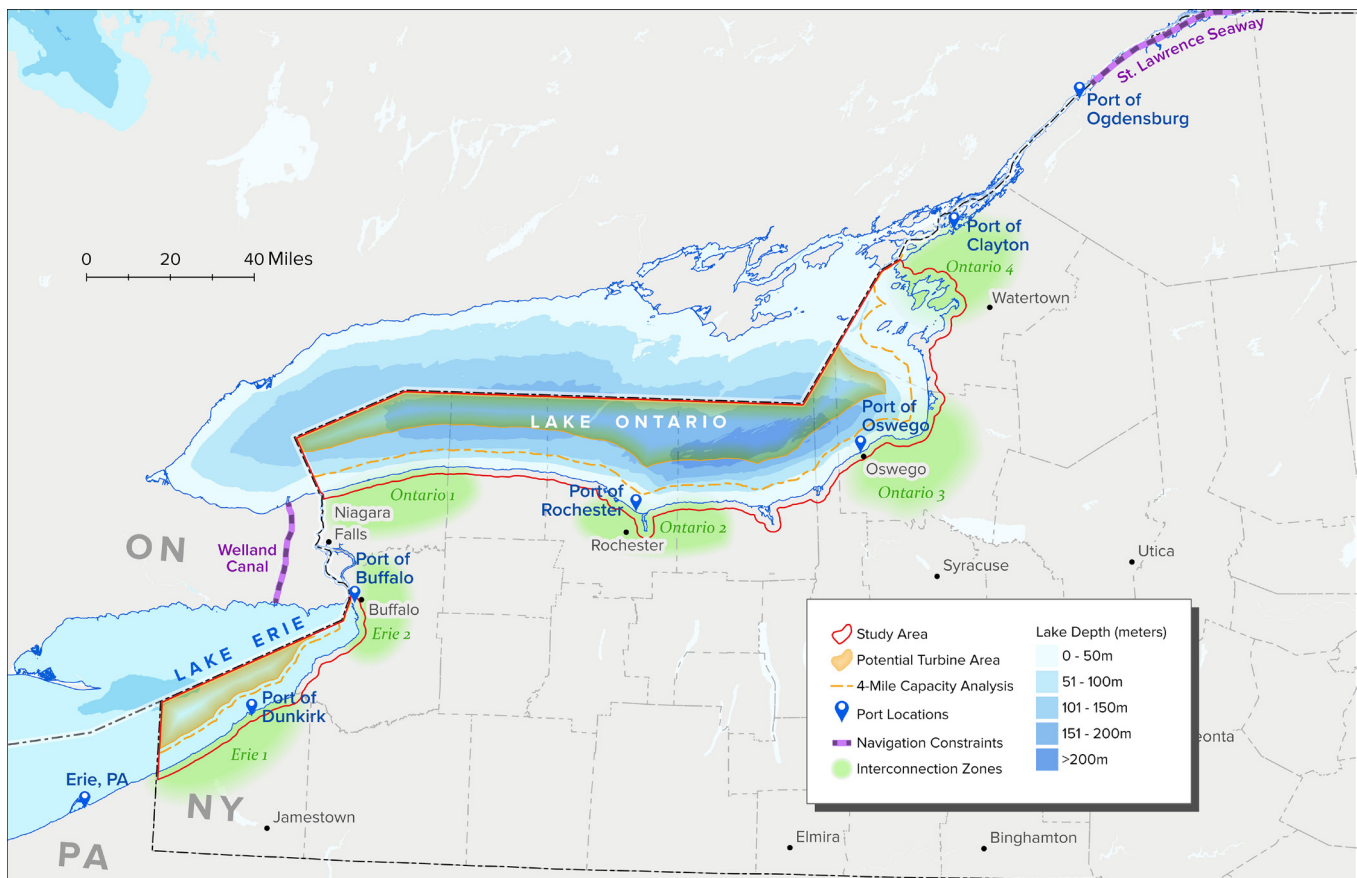 St. Lawrence Seaway
Port of
Ogdensburg
Port of
Clayton
Ontario 4
Watertown
0 20 40 Miles
LAKE ONTARIO
Port of
Oswego
Oswego
Ontario 3
Ontario 1
Port of
Rochester
Ontario 2
Rochester
Niagara
Falls
ON
Welland
Canal
Port of
Buffalo
Buffalo
Erie 2
LAKE ERIE
Port of
Dunkirk
Erie 1
Erie, PA
NY
PA
Jamestown
Syracuse
Utica
Elmira
Binghamton
eonta
Study Area
Potential Turbine Area
4-Mile Capacity Analysis
Port Locations
Navigation Constraints
Interconnection Zones
Lake Depth (meters)
0 - 50m
51 - 100m
101 - 150m
151 - 200m
>200m